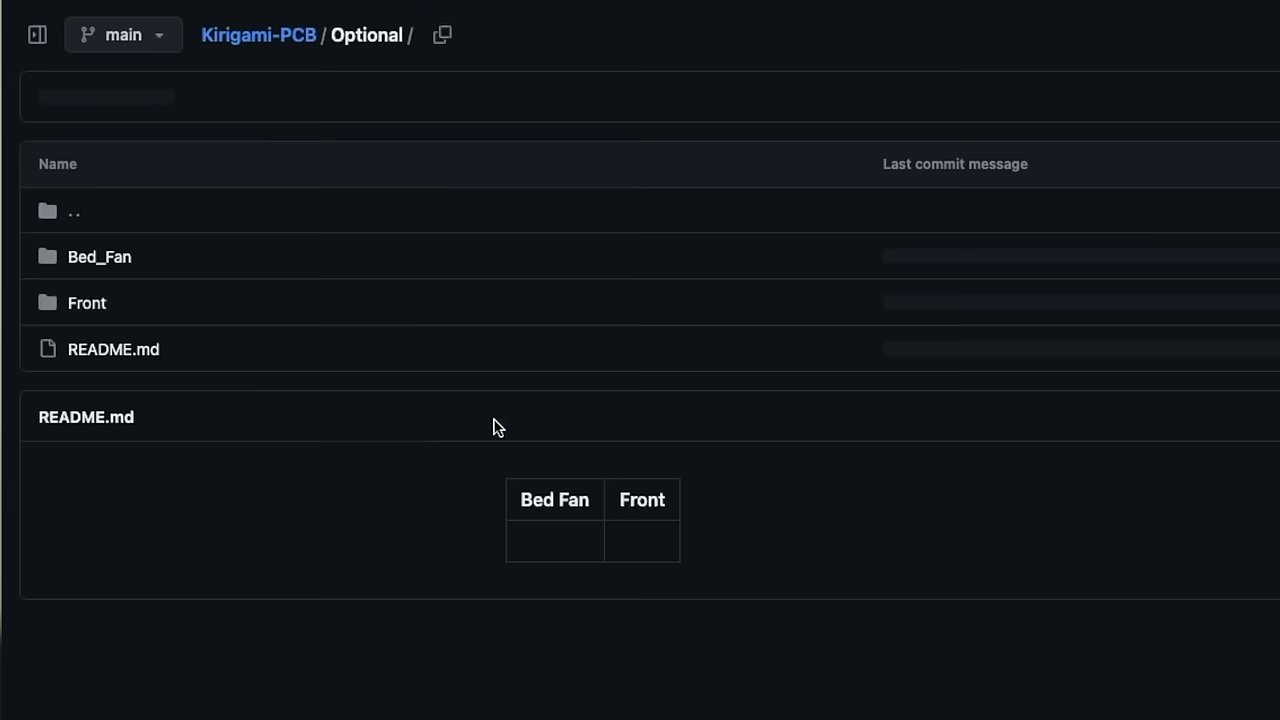 main
Kirigami-PCB / Optional /
Name Last commit message
..
Bed_Fan
Front
README.md
README.md
Bed Fan Front